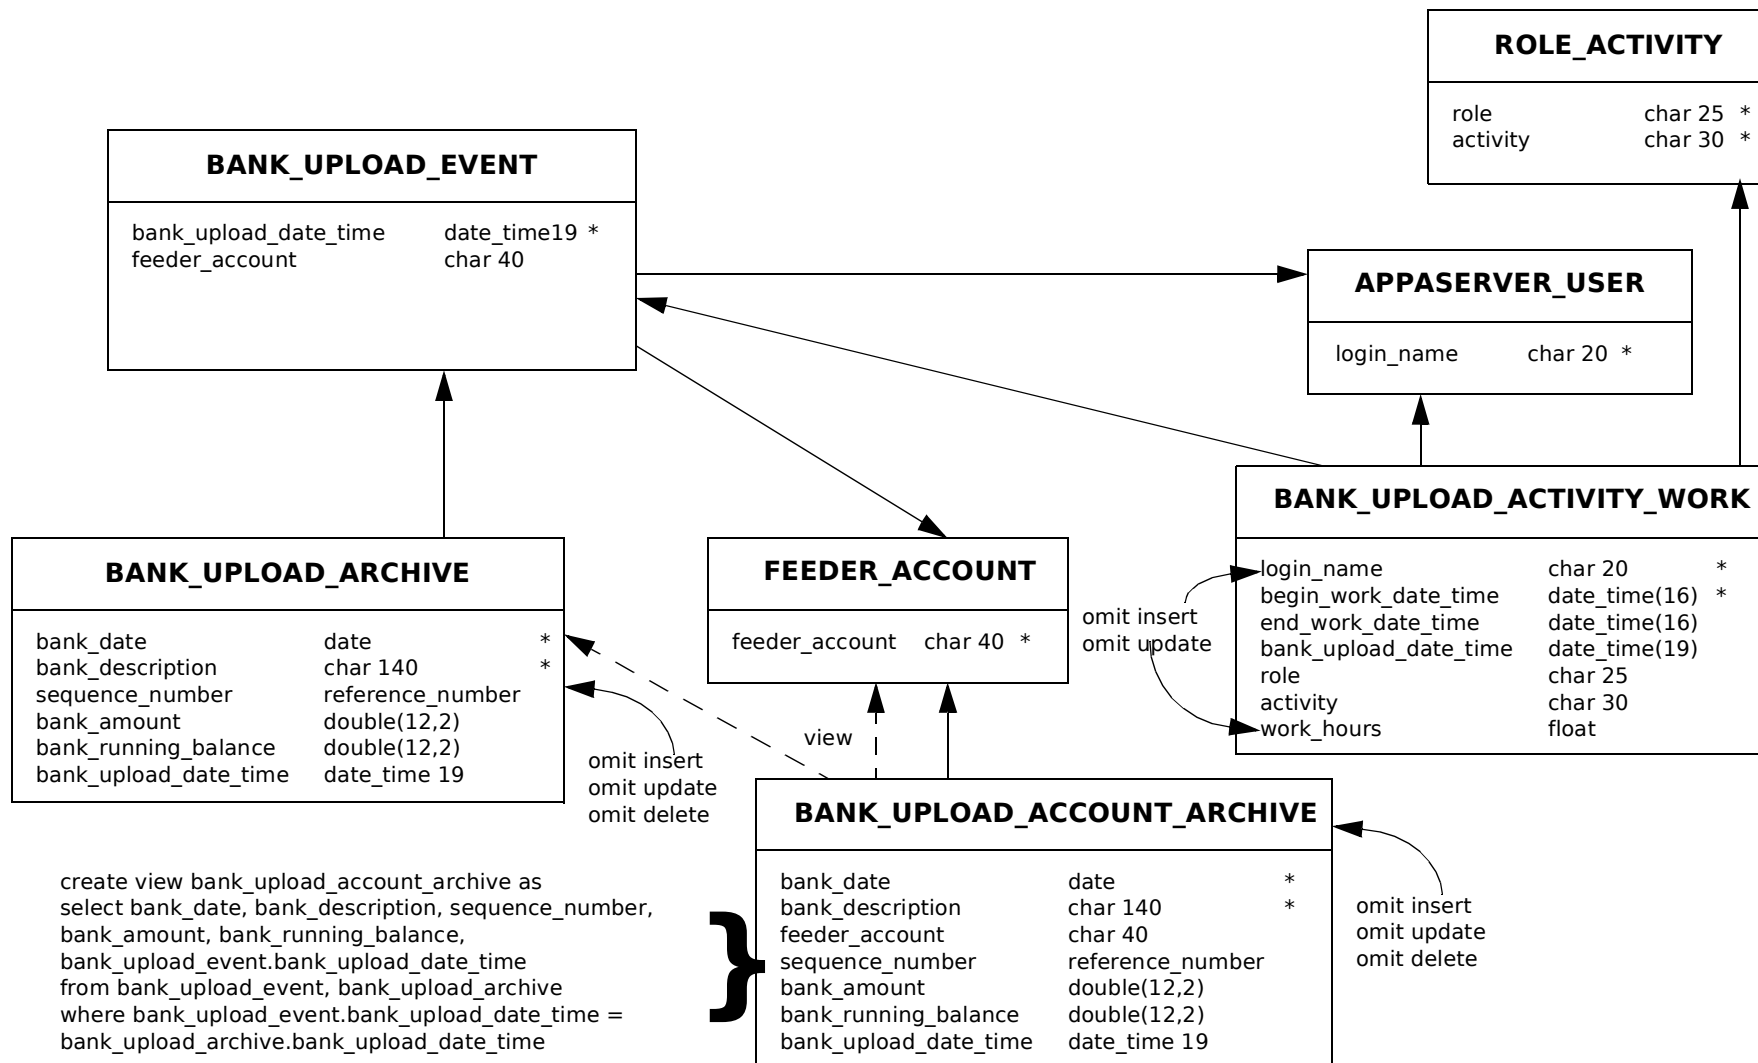 ROLE_ACTIVITY
role char 25 *
activity char 30 *
BANK_UPLOAD_EVENT
bank_upload_date_time date_time19 *
feeder_account char 40
APPASERVER_USER
login_name char 20 *
BANK_UPLOAD_ACTIVITY_WORK
login_name char 20 *
begin_work_date_time date_time(16) *
end_work_date_time date_time(16)
bank_upload_date_time date_time(19)
role char 25
activity char 30
work_hours float
omit insert
omit update
BANK_UPLOAD_ARCHIVE
bank_date date *
bank_description char 140 *
sequence_number reference_number
bank_amount double(12,2)
bank_running_balance double(12,2)
bank_upload_date_time date_time 19
omit insert
omit update
omit delete
FEEDER_ACCOUNT
feeder_account char 40 *
view
BANK_UPLOAD_ACCOUNT_ARCHIVE
bank_date date *
bank_description char 140 *
feeder_account char 40
sequence_number reference_number
bank_amount double(12,2)
bank_running_balance double(12,2)
bank_upload_date_time date_time 19
omit insert
omit update
omit delete
create view bank_upload_account_archive as
select bank_date, bank_description, sequence_number,
bank_amount, bank_running_balance,
bank_upload_event.bank_upload_date_time
from bank_upload_event, bank_upload_archive
where bank_upload_event.bank_upload_date_time =
bank_upload_archive.bank_upload_date_time
}